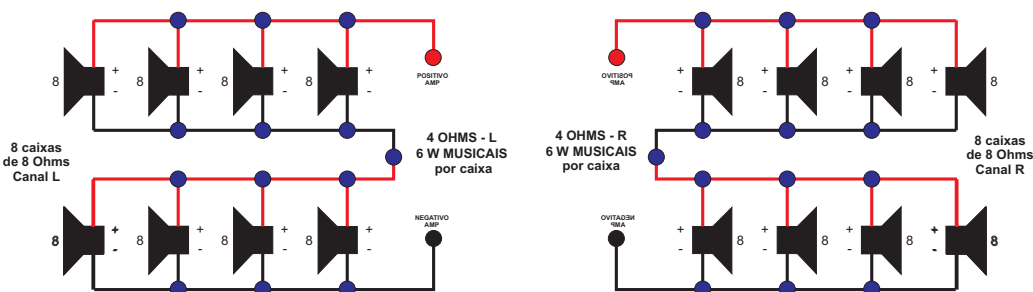 POSITIVO
AMP
8
+
-
8
+
-
8
+
-
8
+
-
8 caixas
de 8 Ohms
Canal L
4 OHMS - L
6 W MUSICAIS
por caixa
8
+
-
8
+
-
8
+
-
8
+
-
NEGATIVO
AMP
POSITIVO
AMP
+
-
8
+
-
8
+
-
8
+
-
8
4 OHMS - R
6 W MUSICAIS
por caixa
8 caixas
de 8 Ohms
Canal R
NEGATIVO
AMP
+
-
8
+
-
8
+
-
8
+
-
8